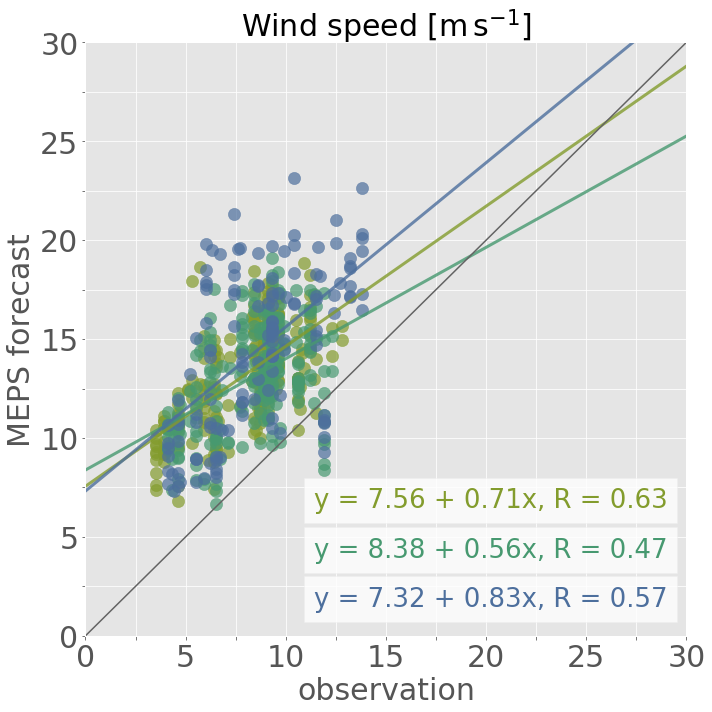 Wind speed [m s⁻¹]
30
25
20
15
10
5
0
MEPS forecast
y = 7.56 + 0.71x, R = 0.63
y = 8.38 + 0.56x, R = 0.47
y = 7.32 + 0.83x, R = 0.57
0 5 10 15 20 25 30
observation